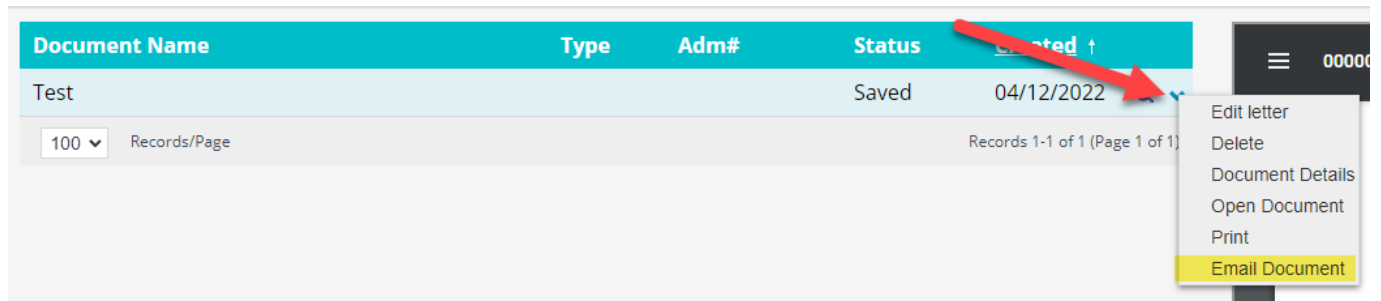 Document Name Type Adm# Status Created ↑
00000
Test Saved 04/12/2022
100 Records/Page Records 1-1 of 1 (Page 1 of 1)
Edit letter
Delete
Document Details
Open Document
Print
Email Document